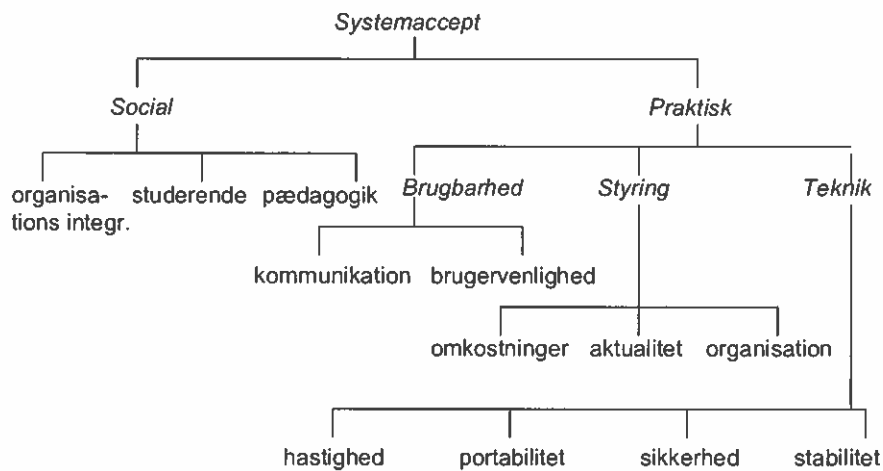 Systemaccept
Social Praktisk
organisa- studerende pædagogik
tions integr.
Brugbarhed Styring Teknik
kommunikation brugervenlighed
omkostninger aktualitet organisation
hastighed portabilitet sikkerhed stabilitet